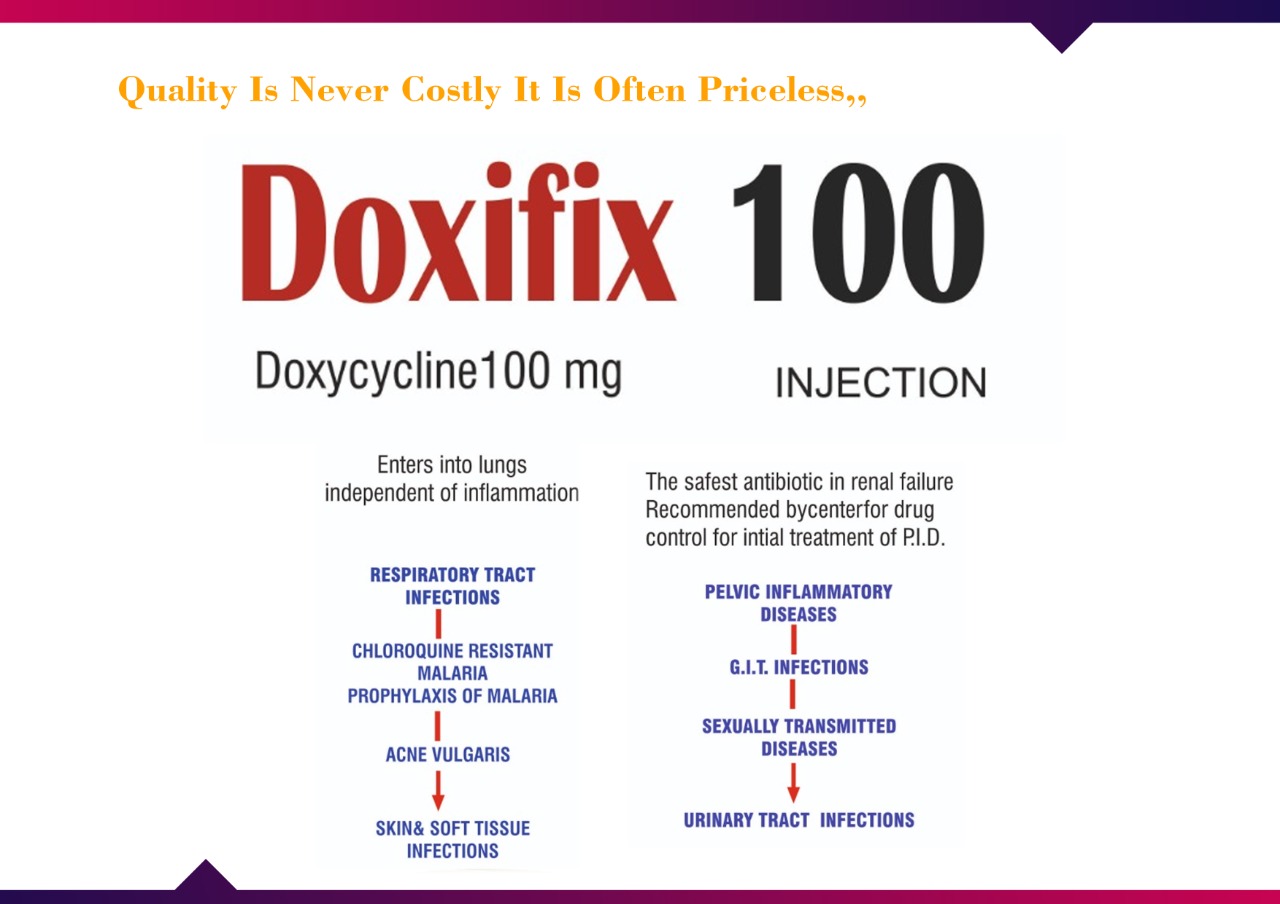 Quality Is Never Costly It Is Often Priceless,,
Doxifix 100
Doxycycline100 mg INJECTION
Enters into lungs
independent of inflammation
RESPIRATORY TRACT
INFECTIONS
CHLOROQUINE RESISTANT
MALARIA
PROPHYLAXIS OF MALARIA
ACNE VULGARIS
SKIN& SOFT TISSUE
INFECTIONS
The safest antibiotic in renal failure
Recommended bycenterfor drug
control for intial treatment of P.I.D.
PELVIC INFLAMMATORY
DISEASES
G.I.T. INFECTIONS
SEXUALLY TRANSMITTED
DISEASES
URINARY TRACT INFECTIONS